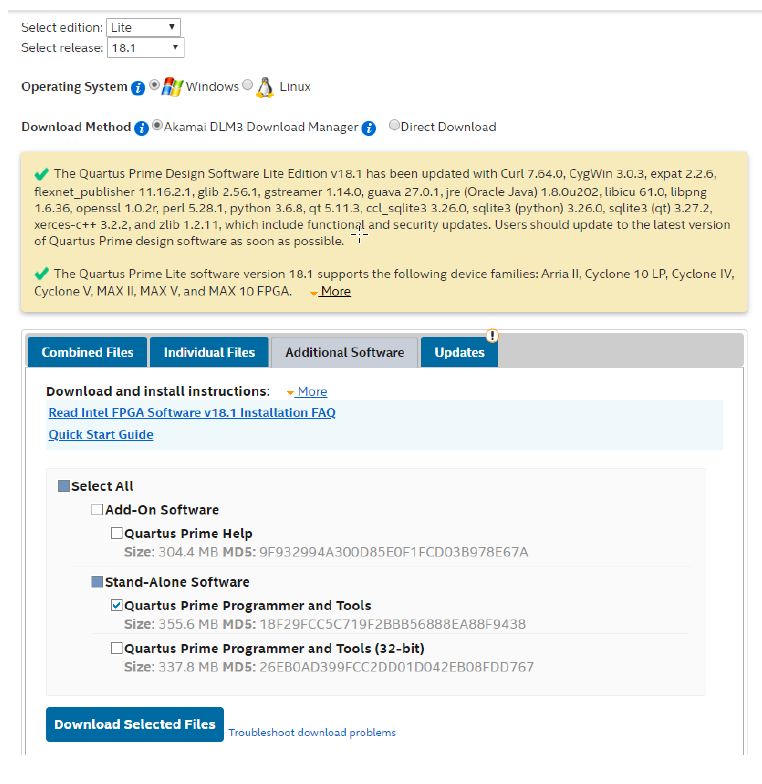 Select edition: Lite
Select release: 18.1
Operating System Windows Linux
Download Method Akamai DLM3 Download Manager Direct Download
The Quartus Prime Design Software Lite Edition v18.1 has been updated with Curl 7.64.0, CygWin 3.0.3, expat 2.2.6,
flexnet_publisher 11.16.2.1, glib 2.56.1, gstreamer 1.14.0, guava 27.0.1, jre (Oracle Java) 1.8.0u202, libicu 61.0, libpng
1.6.36, openssl 1.0.2r, perl 5.28.1, python 3.6.8, qt 5.11.3, ccl_sqlite3 3.26.0, sqlite3 (python) 3.26.0, sqlite3 (qt) 3.27.2,
xerces-c++ 3.2.2, and zlib 1.2.11, which include functional and security updates. Users should update to the latest version
of Quartus Prime design software as soon as possible.
The Quartus Prime Lite software version 18.1 supports the following device families: Arria II, Cyclone 10 LP, Cyclone IV,
Cyclone V, MAX II, MAX V, and MAX 10 FPGA. More
Combined Files Individual Files Additional Software Updates !
Download and install instructions: More
Read Intel FPGA Software v18.1 Installation FAQ
Quick Start Guide
Select All
Add-On Software
Quartus Prime Help
Size: 304.4 MB MD5: 9F932994A300D85E0F1FCD03B978E67A
Stand-Alone Software
Quartus Prime Programmer and Tools
Size: 355.6 MB MD5: 18F29FCC5C719F2BBB56888EA88F9438
Quartus Prime Programmer and Tools (32-bit)
Size: 337.8 MB MD5: 26EB0AD399FCC2DD01D042EB08FDD767
Download Selected Files Troubleshoot download problems